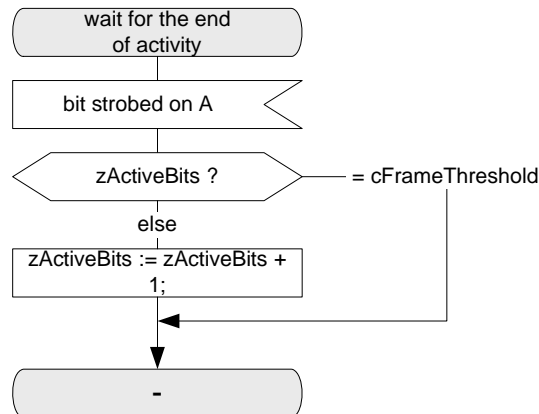 wait for the end
of activity
bit strobed on A
zActiveBits ?
= cFrameThreshold
else
zActiveBits := zActiveBits +
1;
-